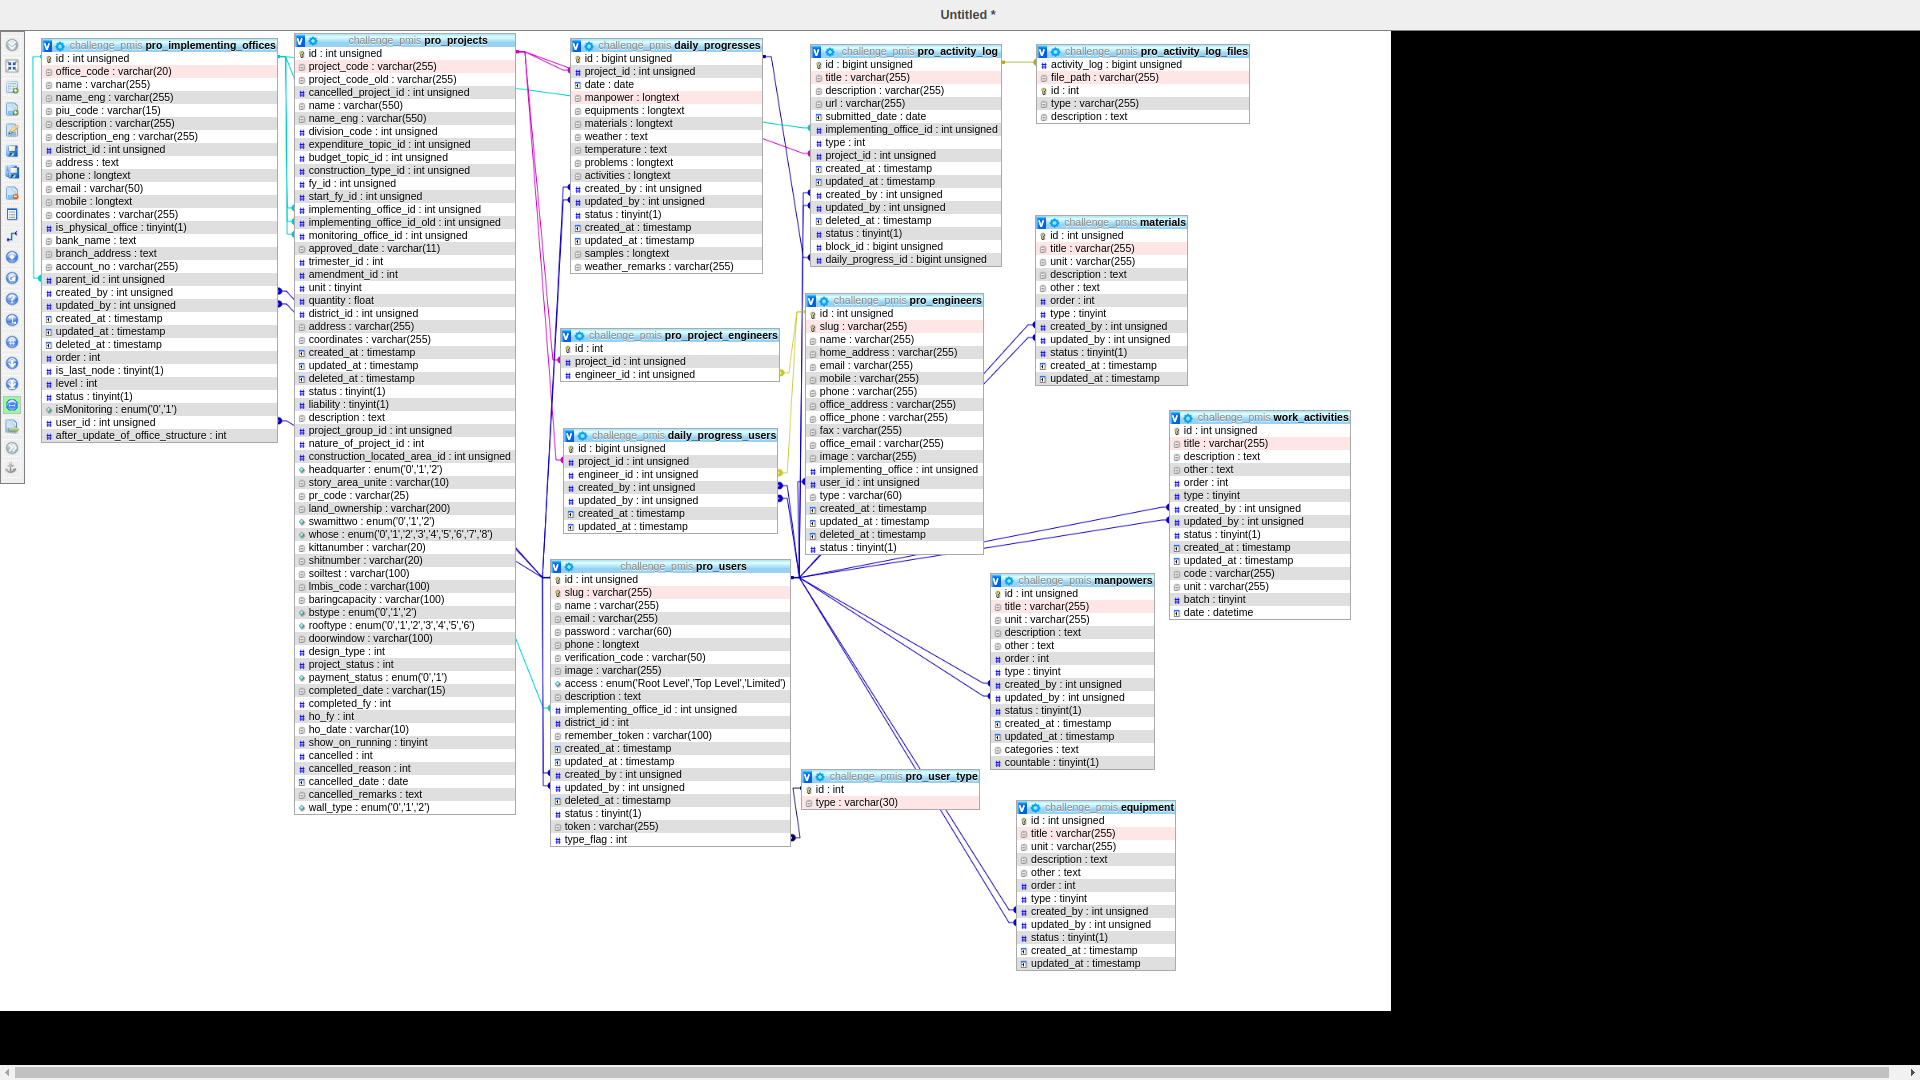 Untitled *
challenge_pmis pro_implementing_offices
id : int unsigned
office_code : varchar(20)
name : varchar(255)
name_eng : varchar(255)
piu_code : varchar(15)
description : varchar(255)
description_eng : varchar(255)
district_id : int unsigned
address : text
phone : longtext
email : varchar(50)
mobile : longtext
coordinates : varchar(255)
is_physical_office : tinyint(1)
bank_name : text
branch_address : text
account_no : varchar(255)
parent_id : int unsigned
created_by : int unsigned
updated_by : int unsigned
created_at : timestamp
updated_at : timestamp
deleted_at : timestamp
order : int
is_last_node : tinyint(1)
level : int
status : tinyint(1)
isMonitoring : enum('0','1')
user_id : int unsigned
after_update_of_office_structure : int
challenge_pmis pro_projects
id : int unsigned
project_code : varchar(255)
project_code_old : varchar(255)
cancelled_project_id : int unsigned
name : varchar(550)
name_eng : varchar(550)
division_code : int unsigned
expenditure_topic_id : int unsigned
budget_topic_id : int unsigned
construction_type_id : int unsigned
fy_id : int unsigned
start_fy_id : int unsigned
implementing_office_id : int unsigned
implementing_office_id_old : int unsigned
monitoring_office_id : int unsigned
approved_date : varchar(11)
trimester_id : int
amendment_id : int
unit : tinyint
quantity : float
district_id : int unsigned
address : varchar(255)
coordinates : varchar(255)
created_at : timestamp
updated_at : timestamp
deleted_at : timestamp
status : tinyint(1)
liability : tinyint(1)
description : text
project_group_id : int unsigned
nature_of_project_id : int
construction_located_area_id : int unsigned
headquarter : enum('0','1','2')
story_area_unite : varchar(10)
pr_code : varchar(25)
land_ownership : varchar(200)
swamittwo : enum('0','1','2')
whose : enum('0','1','2','3','4','5','6','7','8')
kittanumber : varchar(20)
shitnumber : varchar(20)
soiltest : varchar(100)
lmbis_code : varchar(100)
baringcapacity : varchar(100)
bstype : enum('0','1','2')
rooftype : enum('0','1','2','3','4','5','6')
doorwindow : varchar(100)
design_type : int
project_status : int
payment_status : enum('0','1')
completed_date : varchar(15)
completed_fy : int
ho_fy : int
ho_date : varchar(10)
show_on_running : tinyint
cancelled : int
cancelled_reason : int
cancelled_date : date
cancelled_remarks : text
wall_type : enum('0','1','2')
challenge_pmis daily_progresses
id : bigint unsigned
project_id : int unsigned
date : date
manpower : longtext
equipments : longtext
materials : longtext
weather : text
temperature : text
problems : longtext
activities : longtext
created_by : int unsigned
updated_by : int unsigned
status : tinyint(1)
created_at : timestamp
updated_at : timestamp
samples : longtext
weather_remarks : varchar(255)
challenge_pmis pro_project_engineers
id : int
project_id : int unsigned
engineer_id : int unsigned
challenge_pmis daily_progress_users
id : bigint unsigned
project_id : int unsigned
engineer_id : int unsigned
created_by : int unsigned
updated_by : int unsigned
created_at : timestamp
updated_at : timestamp
challenge_pmis pro_users
id : int unsigned
slug : varchar(255)
name : varchar(255)
email : varchar(255)
password : varchar(60)
phone : longtext
verification_code : varchar(50)
image : varchar(255)
access : enum('Root Level','Top Level','Limited')
description : text
implementing_office_id : int unsigned
district_id : int
remember_token : varchar(100)
created_at : timestamp
updated_at : timestamp
created_by : int unsigned
updated_by : int unsigned
deleted_at : timestamp
status : tinyint(1)
token : varchar(255)
type_flag : int
challenge_pmis pro_activity_log
id : bigint unsigned
title : varchar(255)
description : varchar(255)
url : varchar(255)
submitted_date : date
implementing_office_id : int unsigned
type : int
project_id : int unsigned
created_at : timestamp
updated_at : timestamp
created_by : int unsigned
updated_by : int unsigned
deleted_at : timestamp
status : tinyint(1)
block_id : bigint unsigned
daily_progress_id : bigint unsigned
challenge_pmis pro_engineers
id : int unsigned
slug : varchar(255)
name : varchar(255)
home_address : varchar(255)
email : varchar(255)
mobile : varchar(255)
phone : varchar(255)
office_address : varchar(255)
office_phone : varchar(255)
fax : varchar(255)
office_email : varchar(255)
image : varchar(255)
implementing_office : int unsigned
user_id : int unsigned
type : varchar(60)
created_at : timestamp
updated_at : timestamp
deleted_at : timestamp
status : tinyint(1)
challenge_pmis pro_user_type
id : int
type : varchar(30)
challenge_pmis pro_activity_log_files
activity_log : bigint unsigned
file_path : varchar(255)
id : int
type : varchar(255)
description : text
challenge_pmis materials
id : int unsigned
title : varchar(255)
unit : varchar(255)
description : text
other : text
order : int
type : tinyint
created_by : int unsigned
updated_by : int unsigned
status : tinyint(1)
created_at : timestamp
updated_at : timestamp
challenge_pmis work_activities
id : int unsigned
title : varchar(255)
description : text
other : text
order : int
type : tinyint
created_by : int unsigned
updated_by : int unsigned
status : tinyint(1)
created_at : timestamp
updated_at : timestamp
code : varchar(255)
unit : varchar(255)
batch : tinyint
date : datetime
challenge_pmis manpowers
id : int unsigned
title : varchar(255)
unit : varchar(255)
description : text
other : text
order : int
type : tinyint
created_by : int unsigned
updated_by : int unsigned
status : tinyint(1)
created_at : timestamp
updated_at : timestamp
categories : text
countable : tinyint(1)
challenge_pmis equipment
id : int unsigned
title : varchar(255)
unit : varchar(255)
description : text
other : text
order : int
type : tinyint
created_by : int unsigned
updated_by : int unsigned
status : tinyint(1)
created_at : timestamp
updated_at : timestamp